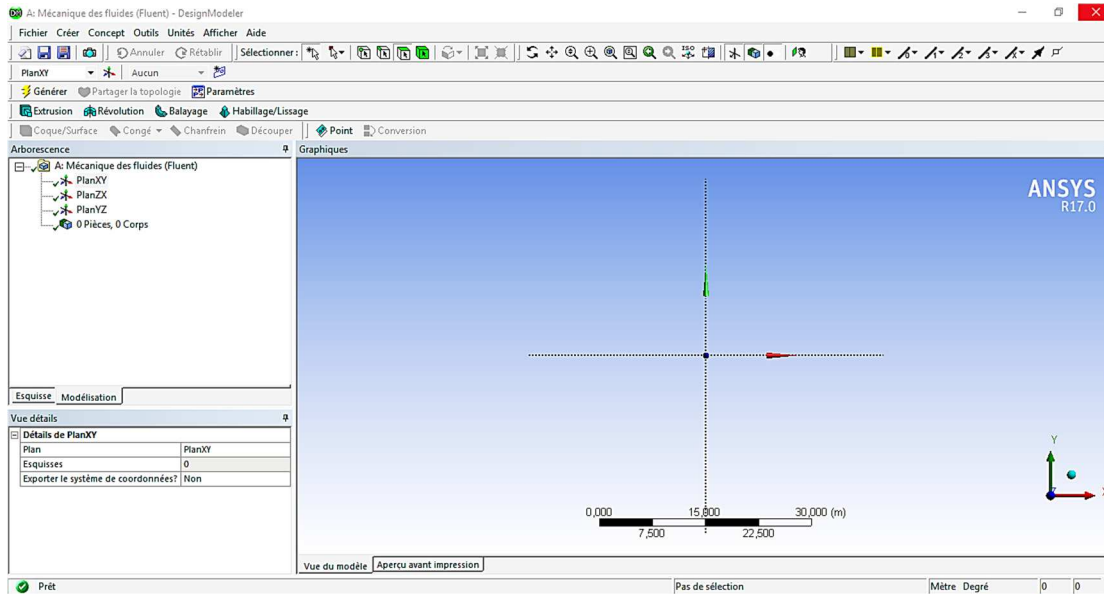 A: Mécanique des fluides (Fluent) - DesignModeler
Fichier Créer Concept Outils Unités Afficher Aide
Annuler Rétablir Sélectionner: ISO
PlanXY Aucun
Générer Partager la topologie Paramètres
Extrusion Révolution Balayage Habillage/Lissage
Coque/Surface Congé Chanfrein Découper Point Conversion
Arborescence
A: Mécanique des fluides (Fluent)
PlanXY
PlanZX
PlanYZ
0 Pièces, 0 Corps
Esquisse Modélisation
Vue détails
Détails de PlanXY
Plan PlanXY
Esquisses 0
Exporter le système de coordonnées? Non
Graphiques
ANSYS
R17.0
Y
Z
X
0,000 15,000 30,000 (m)
7,500 22,500
Vue du modèle Aperçu avant impression
Prêt Pas de sélection Mètre Degré 0 0